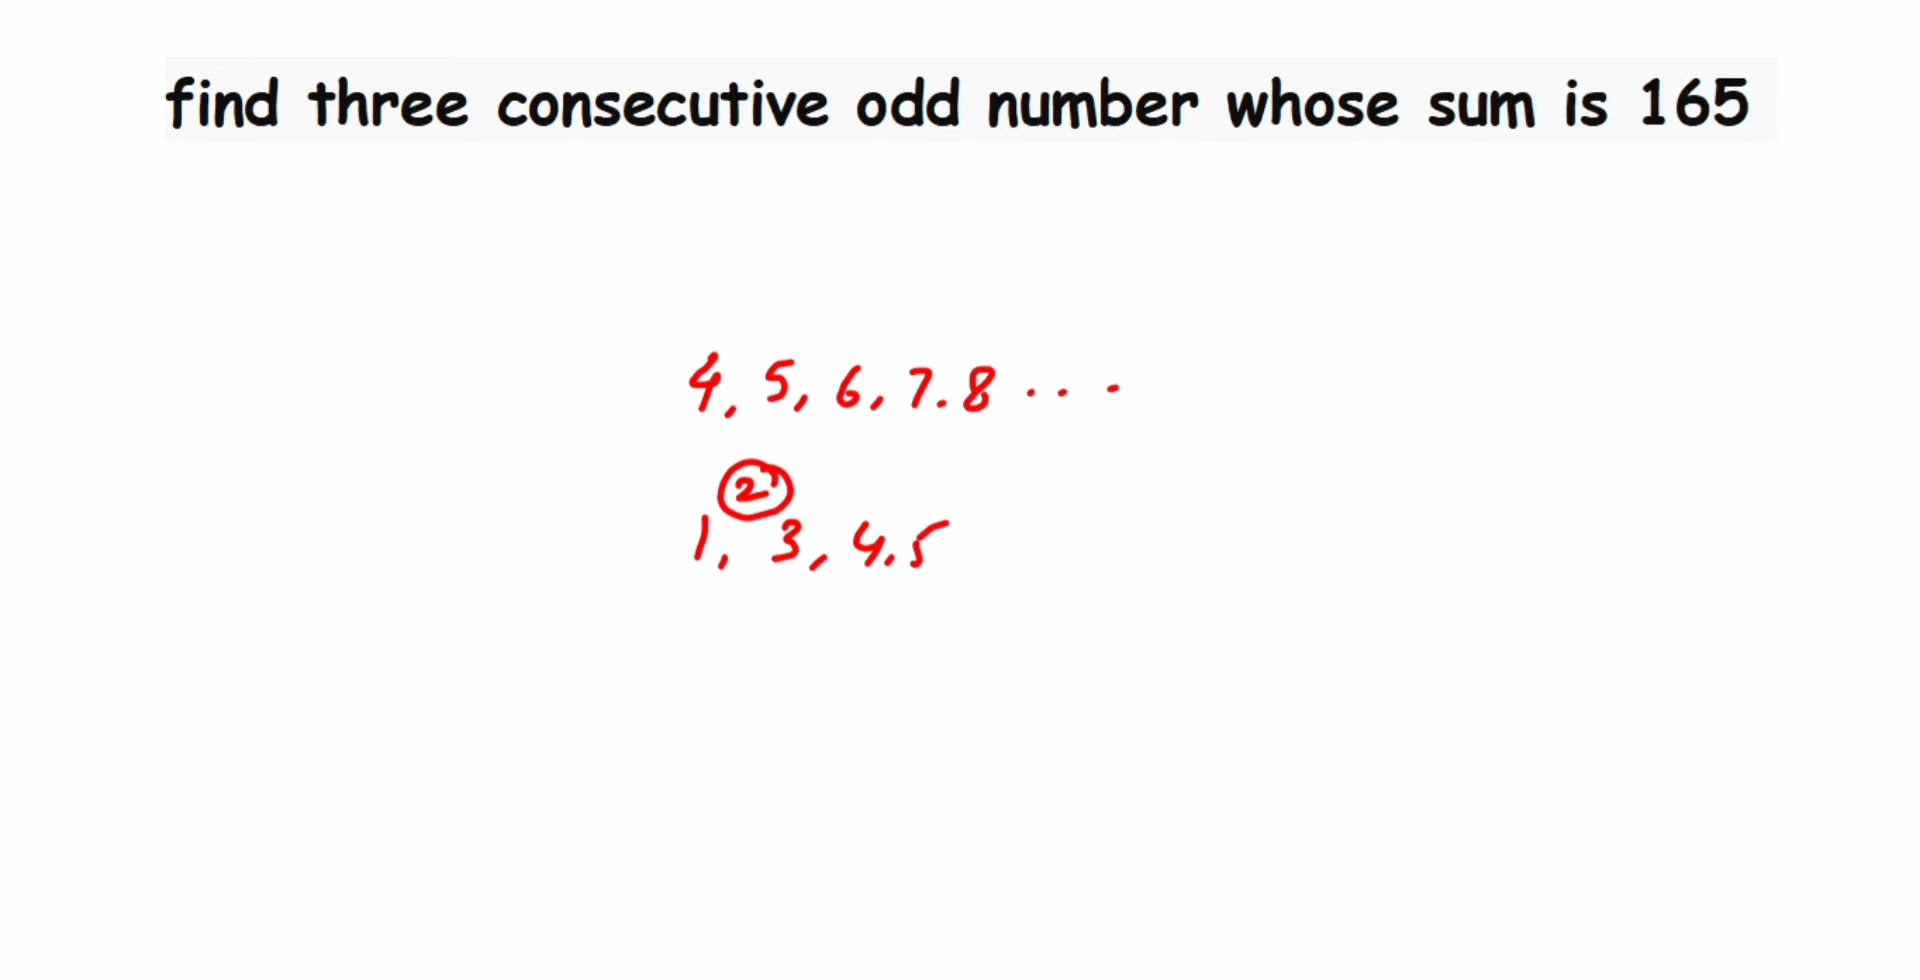 find three consecutive odd number whose sum is 165
4, 5, 6, 7. 8 . . .
2,
1, 3, 4. 5